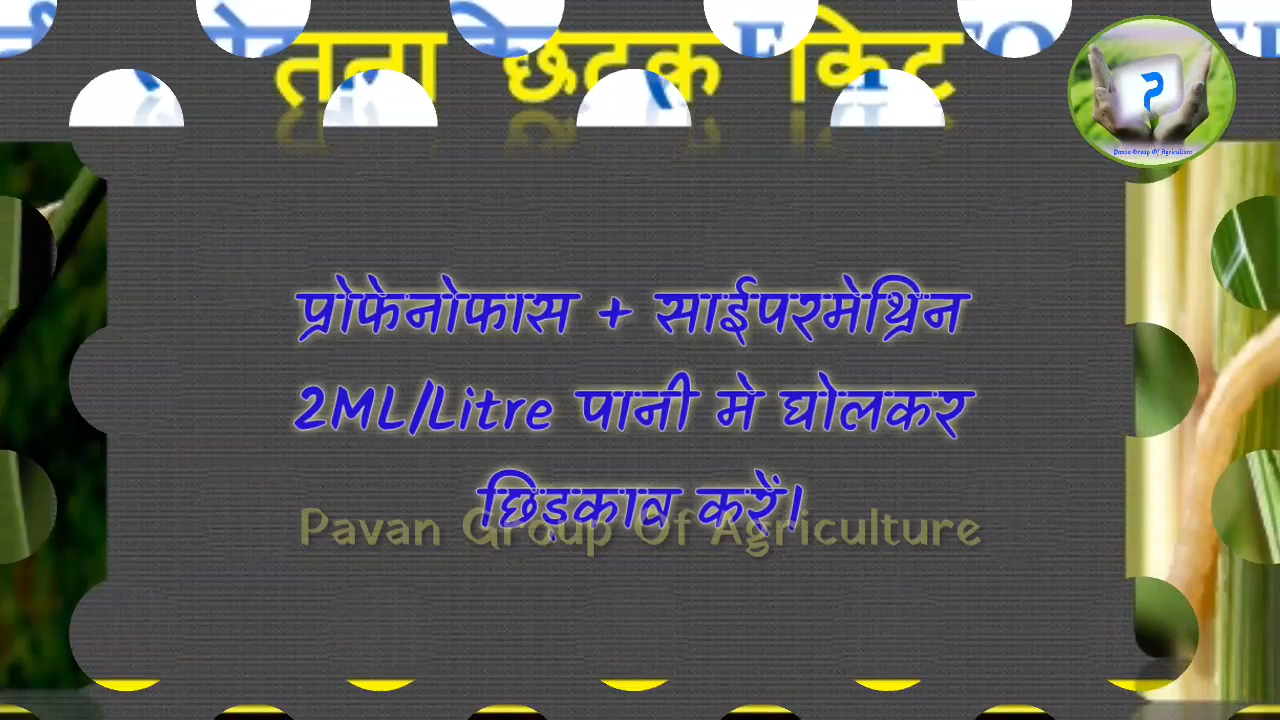 तना छेदक किट
Pavan Group Of Agriculture
प्रोफेनोफास + साईपरमेथ्रिन
2ML/Litre पानी मे घोलकर
छिड़काव करें।
Pavan Group Of Agriculture